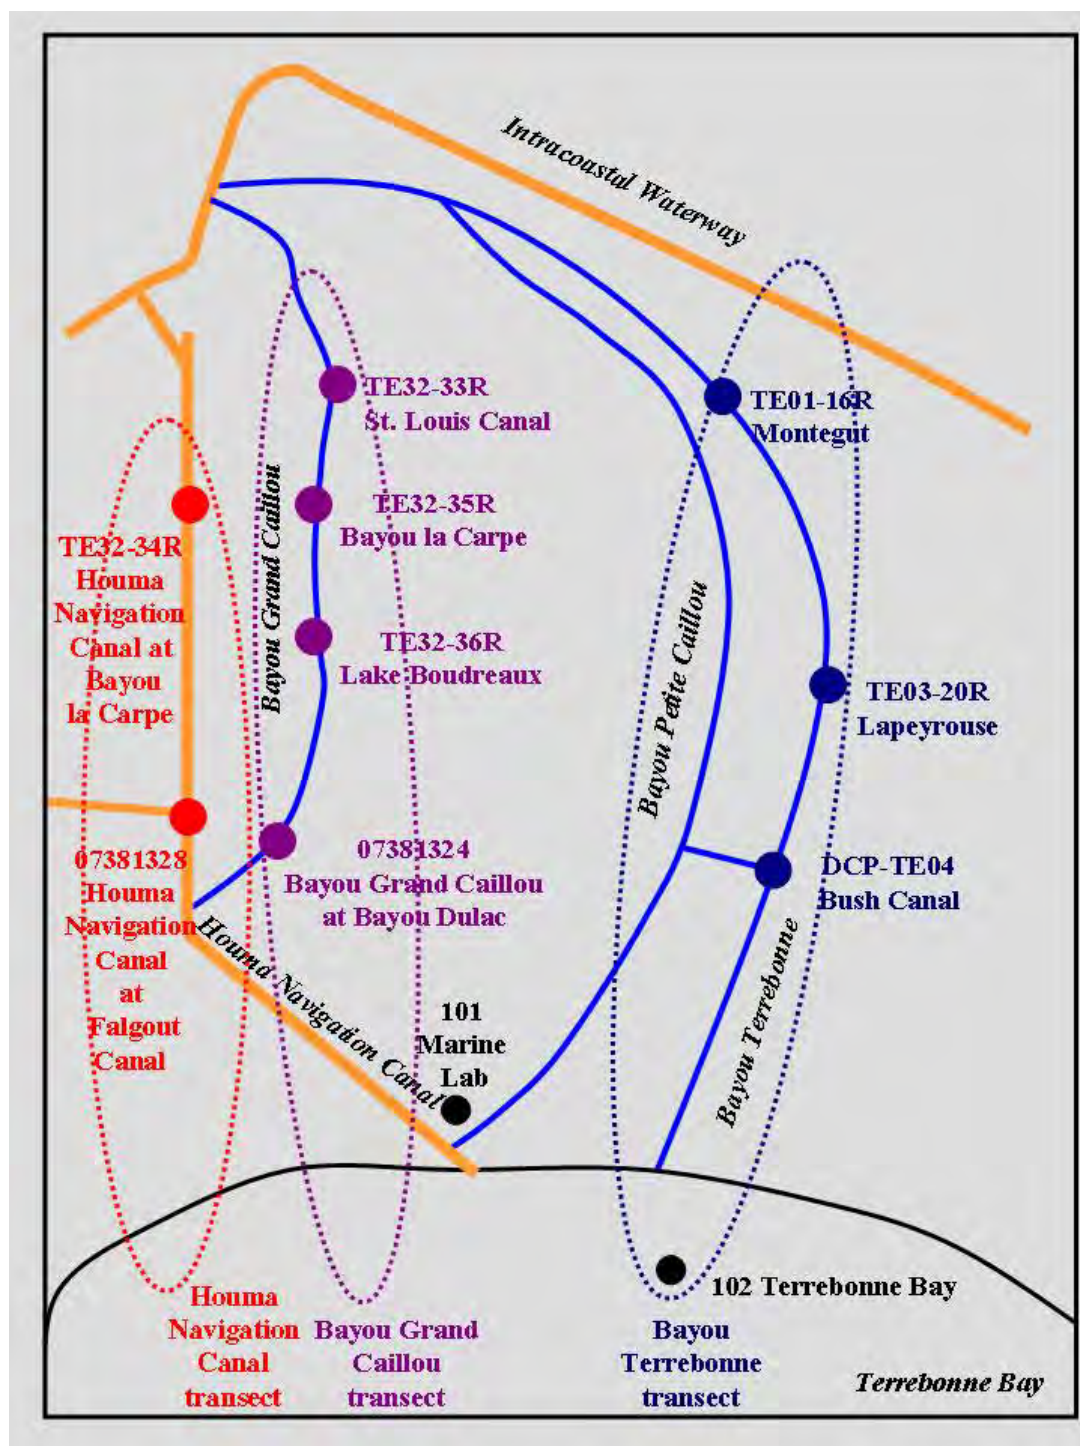 Intracoastal Waterway
TE32-33R
St. Louis Canal
TE01-16R
Montegut
Bayou Grand Caillou
TE32-35R
Bayou la Carpe
TE32-34R
Houma
Navigation
Canal at
Bayou
la Carpe
TE32-36R
Lake Boudreaux
Bayou Petite Caillou
TE03-20R
Lapeyrouse
07381328
Houma
Navigation
Canal
at
Falgout
Canal
07381324
Bayou Grand Caillou
at Bayou Dulac
DCP-TE04
Bush Canal
Houma Navigation Canal
101
Marine
Lab
Bayou Terrebonne
102 Terrebonne Bay
Houma
Navigation
Canal
transect
Bayou Grand
Caillou
transect
Bayou
Terrebonne
transect
Terrebonne Bay